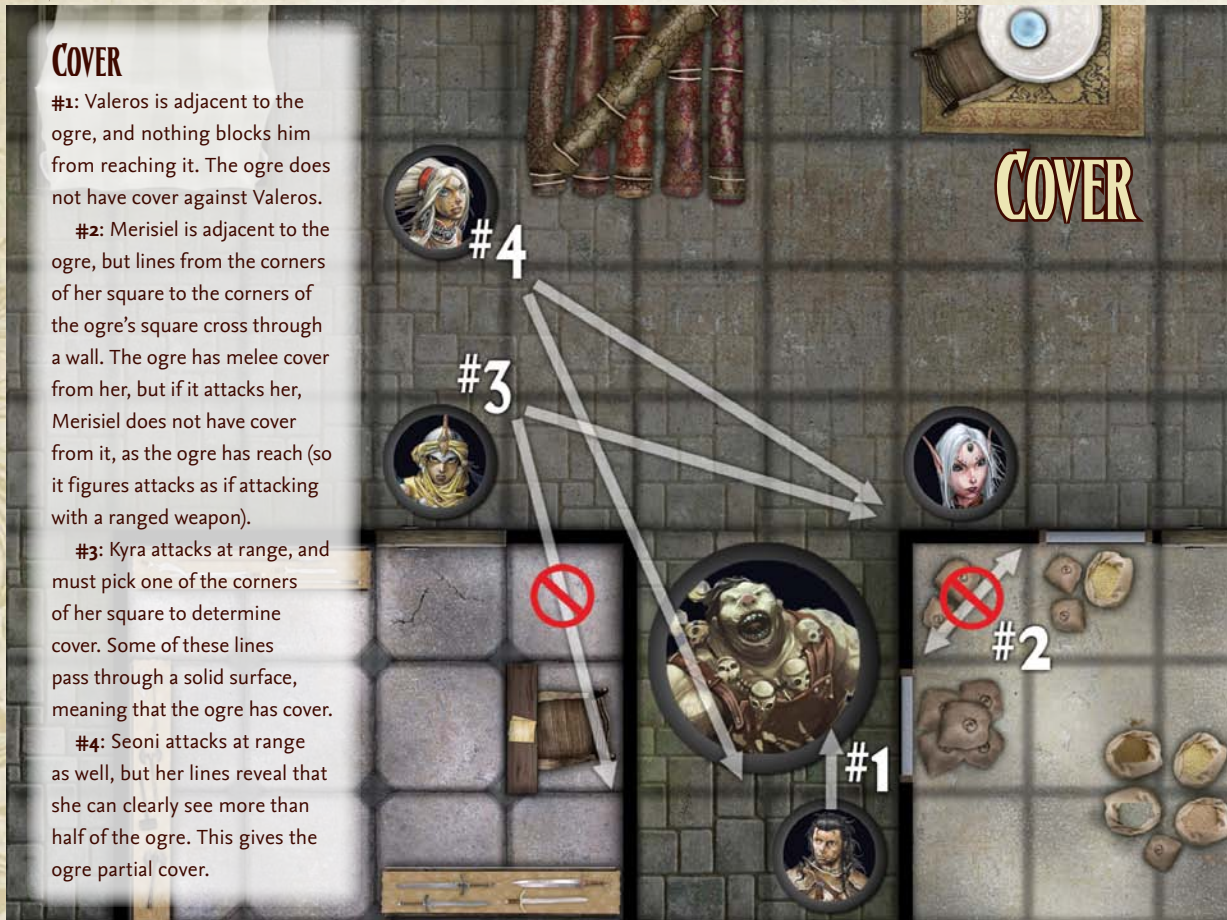 COVER
#1: Valeros is adjacent to the
ogre, and nothing blocks him
from reaching it. The ogre does
not have cover against Valeros.
#2: Merisiel is adjacent to the
ogre, but lines from the corners
of her square to the corners of
the ogre’s square cross through
a wall. The ogre has melee cover
from her, but if it attacks her,
Merisiel does not have cover
from it, as the ogre has reach (so
it figures attacks as if attacking
with a ranged weapon).
#3: Kyra attacks at range, and
must pick one of the corners
of her square to determine
cover. Some of these lines
pass through a solid surface,
meaning that the ogre has cover.
#4: Seoni attacks at range
as well, but her lines reveal that
she can clearly see more than
half of the ogre. This gives the
ogre partial cover.
COVER
#4
#3
#2
#1